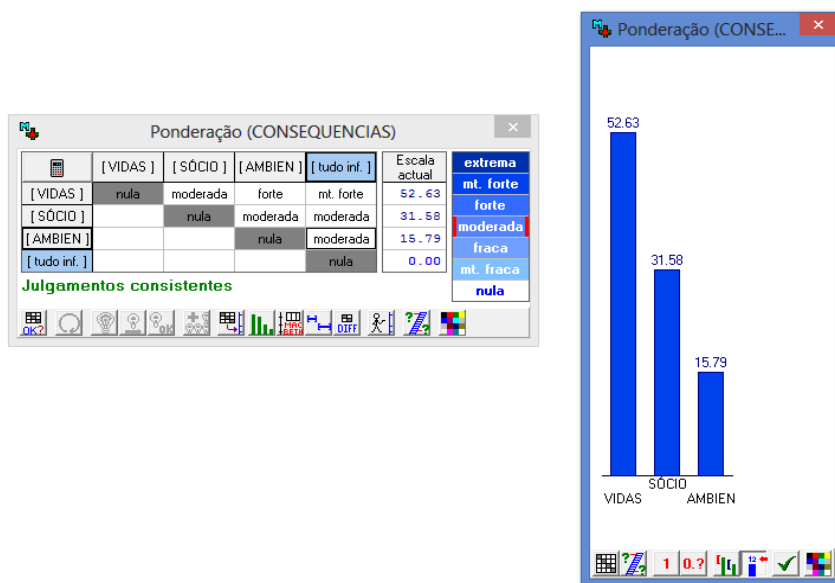 Ponderação (CONSEQUENCIAS)
[ VIDAS ] [ SÓCIO ] [ AMBIEN ] [ tudo inf. ] Escala actual
[ VIDAS ] nula moderada forte mt. forte 52.63
[ SÓCIO ] nula moderada moderada 31.58
[ AMBIEN ] nula moderada 15.79
[ tudo inf. ] nula 0.00
extrema
mt. forte
forte
moderada
fraca
mt. fraca
nula
Julgamentos consistentes
OK?
OK
MAC
BETH
DIFF
Ponderação (CONSE...
52.63
31.58
15.79
VIDAS
SÓCIO
AMBIEN
1
0.?
12